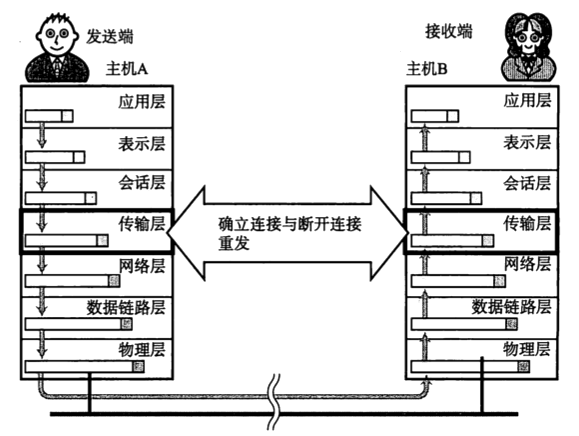 发送端
接收端
主机A
主机B
应用层
表示层
会话层
传输层
网络层
数据链路层
物理层
确立连接与断开连接
重发
应用层
表示层
会话层
传输层
网络层
数据链路层
物理层